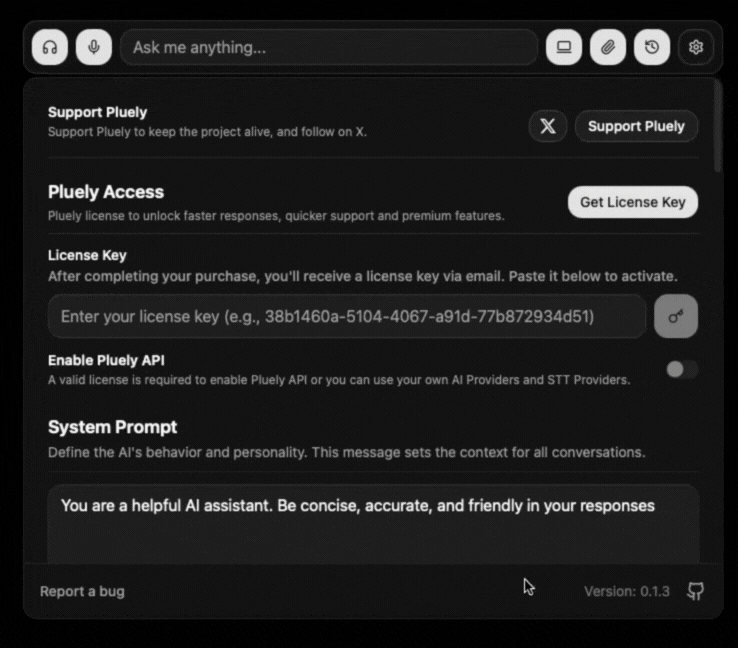 Ask me anything...
Support Pluely
Support Pluely to keep the project alive, and follow on X.
Support Pluely
Pluely Access
Pluely license to unlock faster responses, quicker support and premium features.
Get License Key
License Key
After completing your purchase, you'll receive a license key via email. Paste it below to activate.
Enter your license key (e.g., 38b1460a-5104-4067-a91d-77b872934d51)
Enable Pluely API
A valid license is required to enable Pluely API or you can use your own AI Providers and STT Providers.
System Prompt
Define the AI's behavior and personality. This message sets the context for all conversations.
You are a helpful AI assistant. Be concise, accurate, and friendly in your responses
Report a bug
Version: 0.1.3